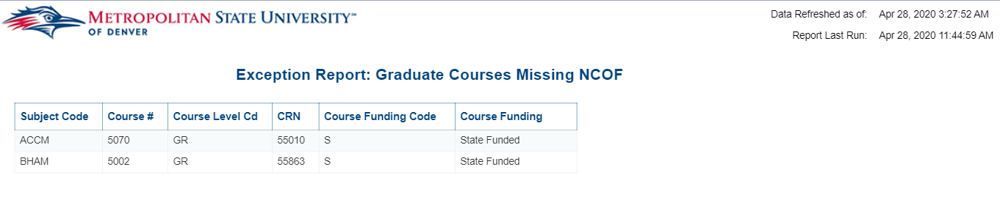 METROPOLITAN STATE UNIVERSITY℠
OF DENVER
Data Refreshed as of: Apr 28, 2020 3:27:52 AM
Report Last Run: Apr 28, 2020 11:44:59 AM
Exception Report: Graduate Courses Missing NCOF
Subject Code Course # Course Level Cd CRN Course Funding Code Course Funding
ACCM 5070 GR 55010 S State Funded
BHAM 5002 GR 55863 S State Funded